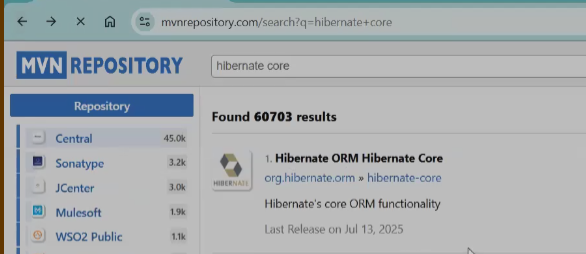 mvnrepository.com/search?q=hibernate+core
MVN REPOSITORY
hibernate core
Repository
Found 60703 results
Central 45.0k
Sonatype 3.2k
JCenter 3.0k
Mulesoft 1.9k
WSO2 Public 1.1k
1. Hibernate ORM Hibernate Core
org.hibernate.orm » hibernate-core
HIBERNATE
Hibernate's core ORM functionality
Last Release on Jul 13, 2025